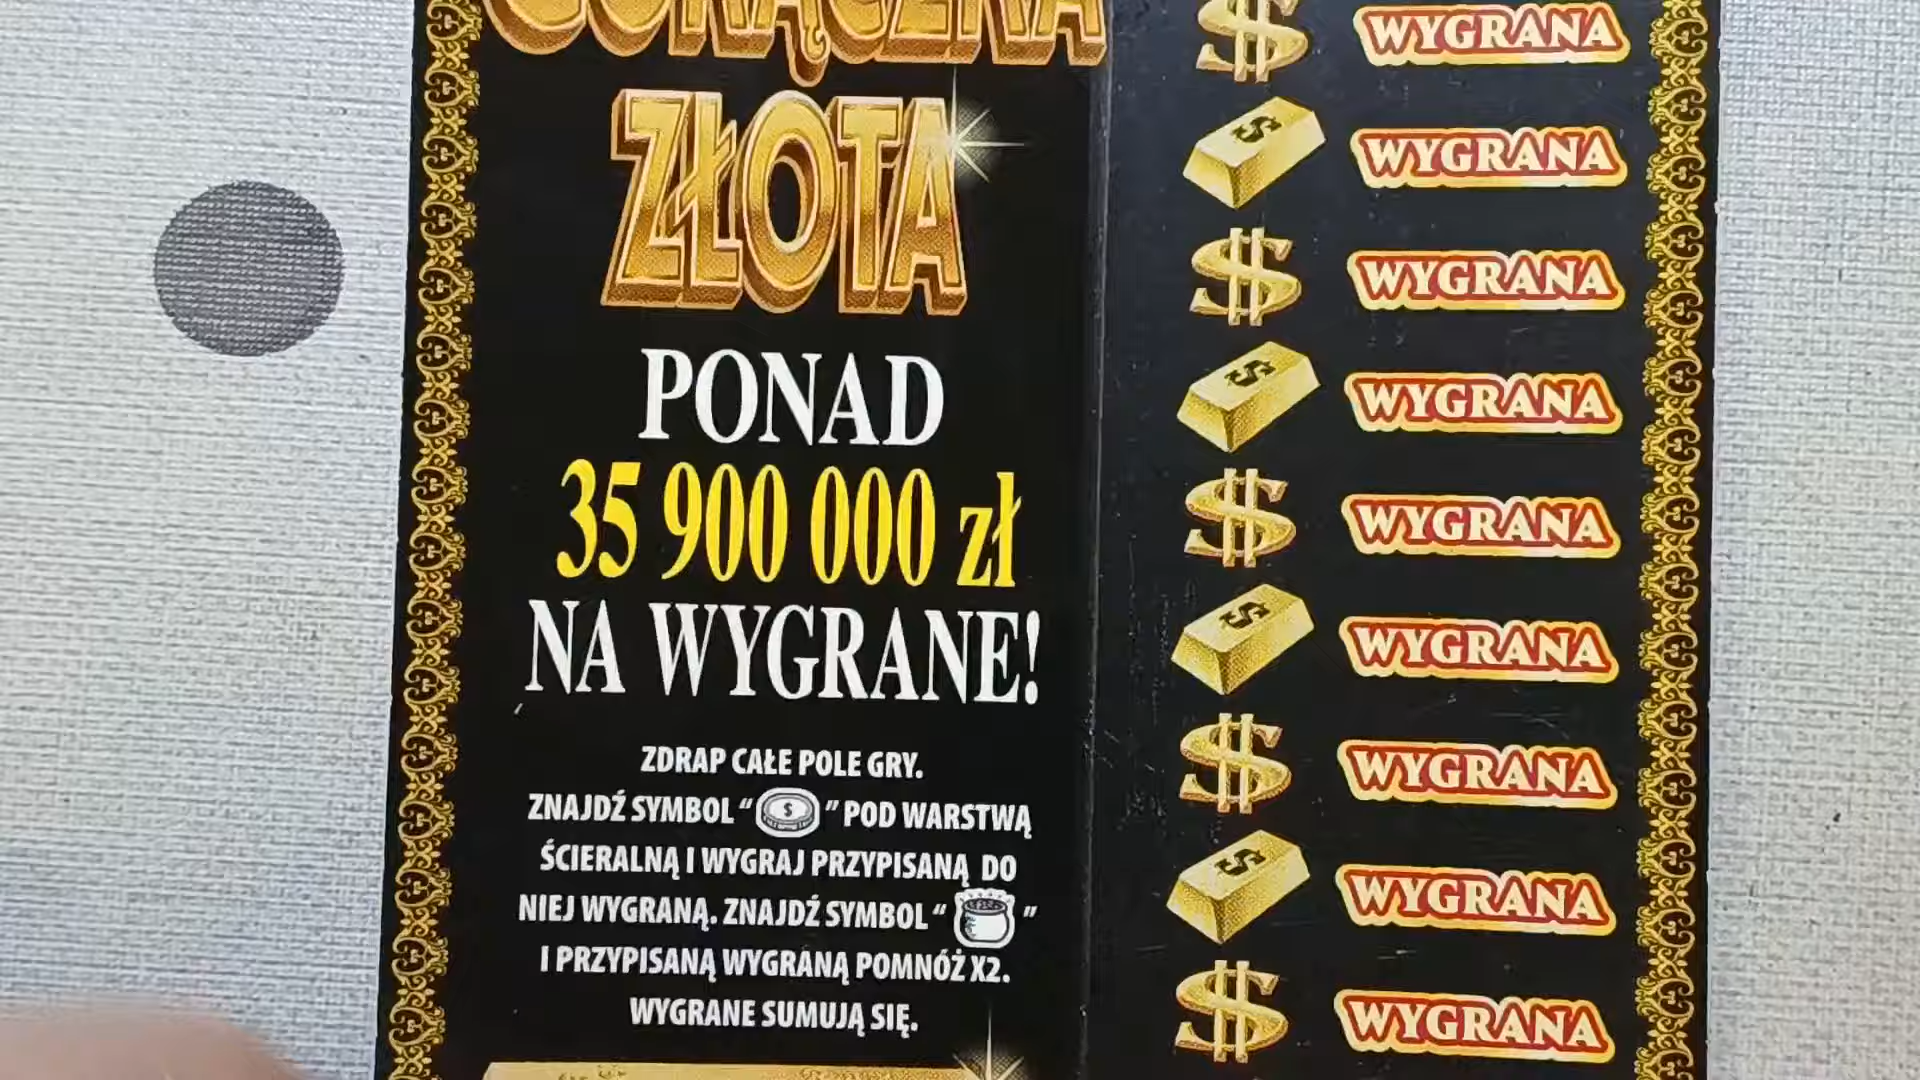 GORĄCZKA
ZŁOTA
PONAD
35 900 000 zł
NA WYGRANE!
ZDRAP CAŁE POLE GRY.
ZNAJDŹ SYMBOL “ ” POD WARSTWĄ
ŚCIERALNĄ I WYGRAJ PRZYPISANĄ DO
NIEJ WYGRANĄ. ZNAJDŹ SYMBOL “ ”
I PRZYPISANĄ WYGRANĄ POMNÓŻ X2.
WYGRANE SUMUJĄ SIĘ.
$ WYGRANA
$ WYGRANA
$ WYGRANA
$ WYGRANA
$ WYGRANA
$ WYGRANA
$ WYGRANA
$ WYGRANA
$ WYGRANA